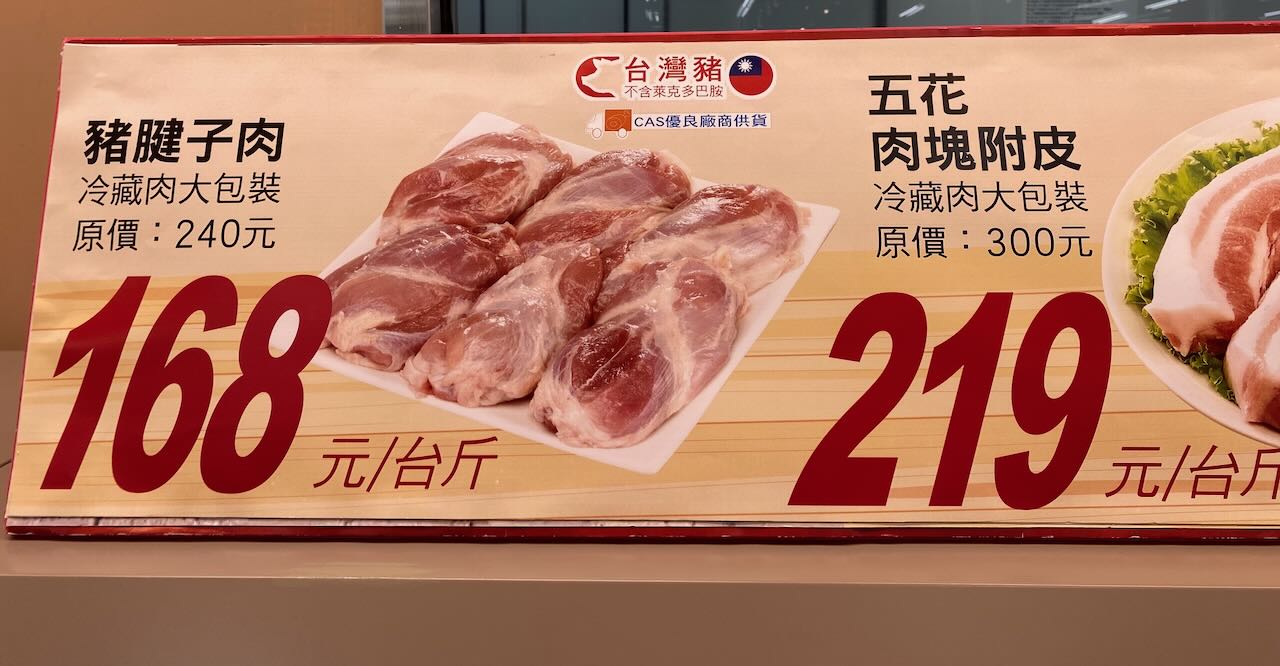 台灣豬
不含萊克多巴胺
CAS優良廠商供貨
豬腱子肉
冷藏肉大包裝
原價：240元
168
元/台斤
五花
肉塊附皮
冷藏肉大包裝
原價：300元
219
元/台斤